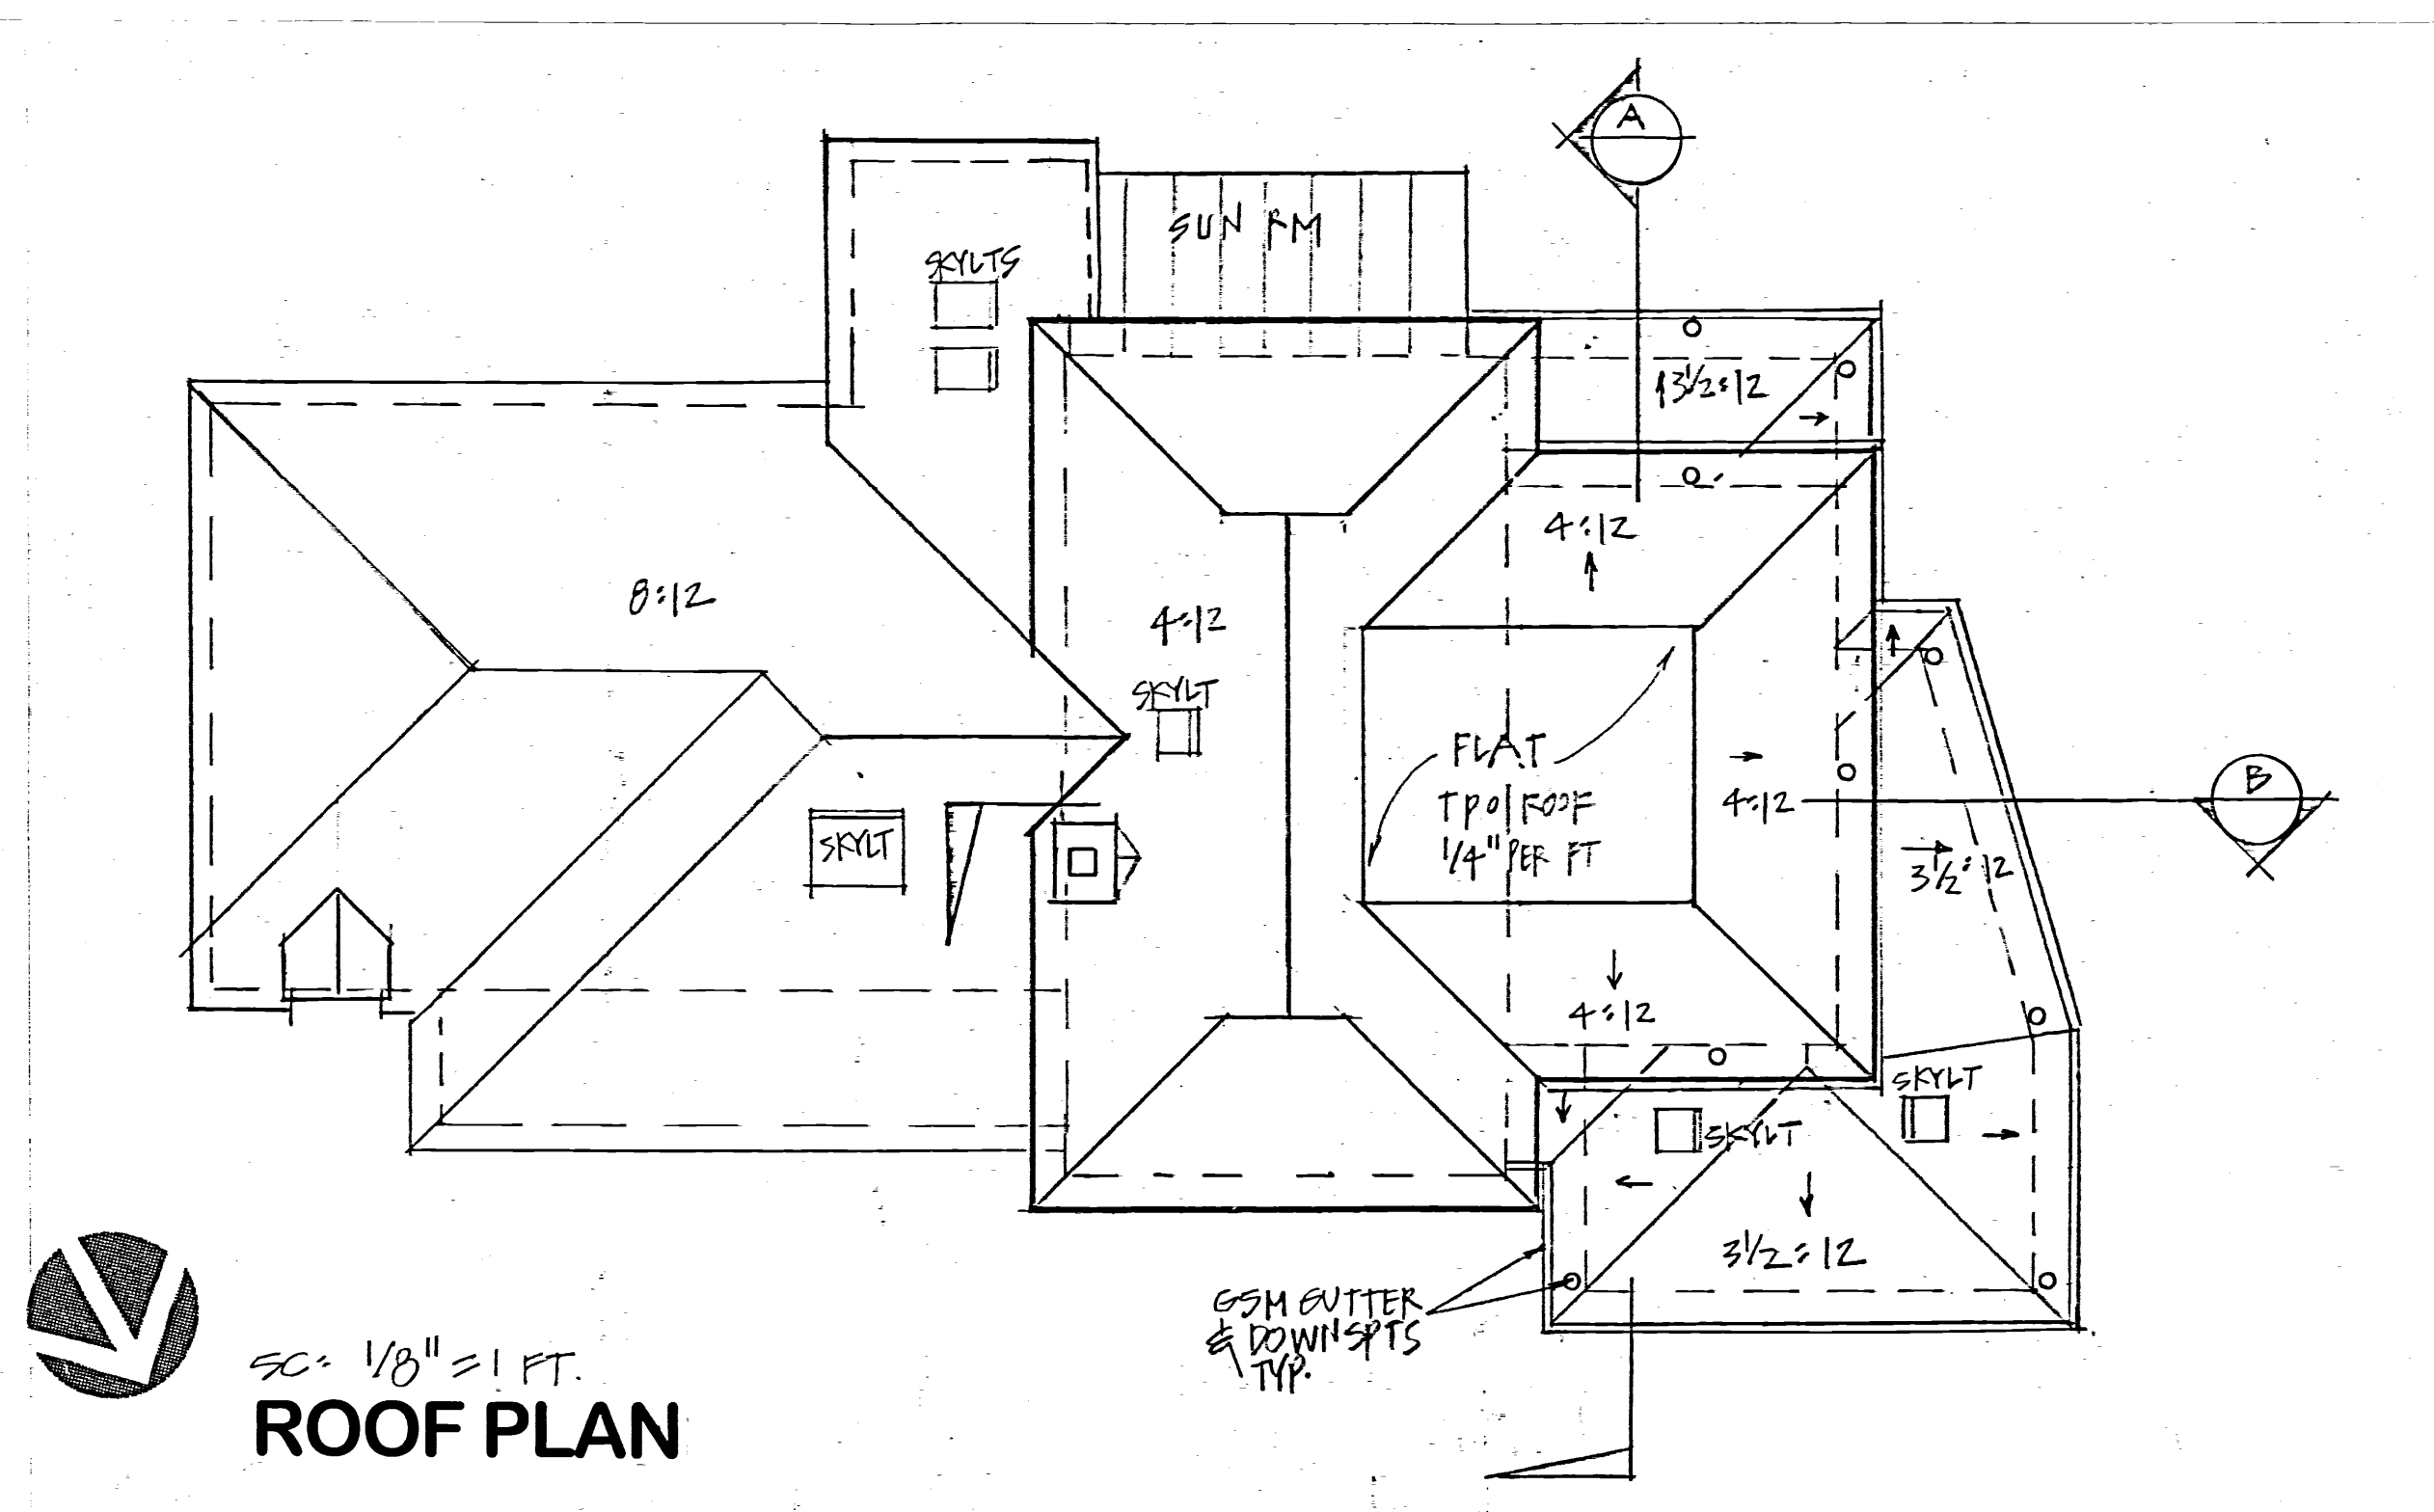 A
SUN RM
SKYLTS
13½:12
4:12
8:12
4:12
SKYLT
FLAT
TPO ROOF
1/4" PER FT
4:12
B
SKYLT
3½:12
4:12
SKYLT
SKYLT
3½:12
GSM GUTTER
& DOWNSPTS
TYP.
SC: 1/8" = 1 FT.
ROOF PLAN